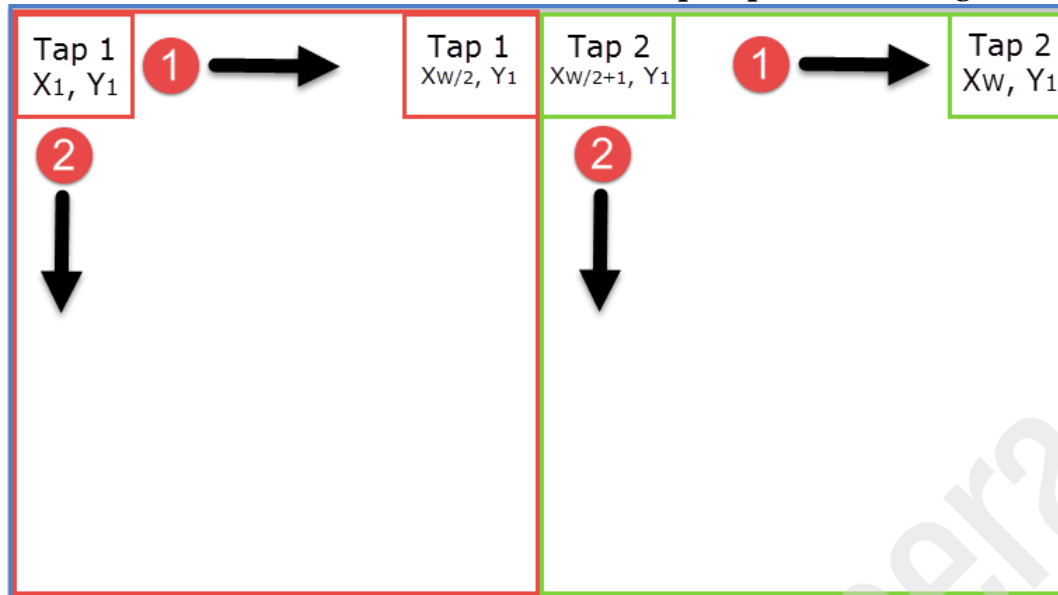 Tap 1
X1, Y1
1
Tap 1
XW/2, Y1
Tap 2
XW/2+1, Y1
1
Tap 2
XW, Y1
2
2